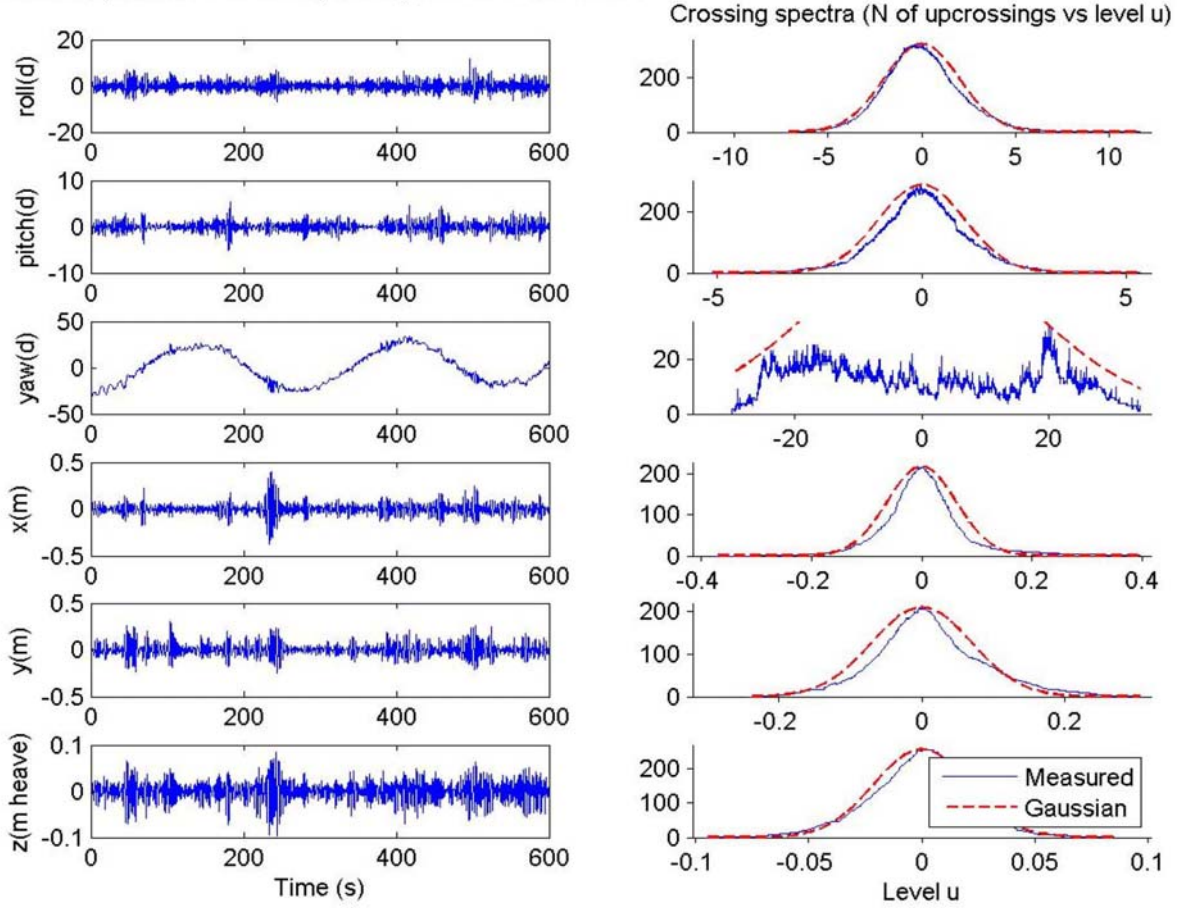 Crossing spectra (N of upcrossings vs level u)
roll(d)
20
0
-20
0 200 400 600
200
0
-10 -5 0 5 10
pitch(d)
10
0
-10
0 200 400 600
200
0
-5 0 5
yaw(d)
50
0
-50
0 200 400 600
20
0
-20 0 20
x(m)
0.5
0
-0.5
0 200 400 600
200
100
0
-0.4 -0.2 0 0.2 0.4
y(m)
0.5
0
-0.5
0 200 400 600
200
100
0
-0.2 0 0.2
z(m heave)
0.1
0
-0.1
0 200 400 600
Time (s)
200
100
0
Measured
Gaussian
-0.1 -0.05 0 0.05 0.1
Level u